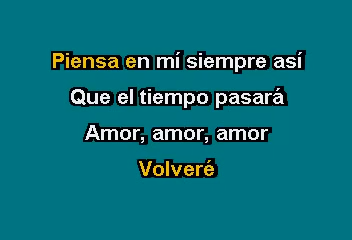 Piensa en mí siempre así
Que el tiempo pasará
Amor, amor, amor
Volveré